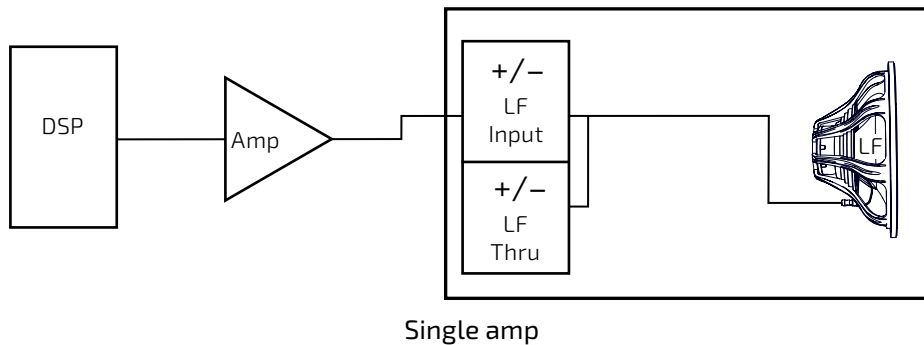 DSP
Amp
+/−
LF
Input
+/−
LF
Thru
LF
Single amp